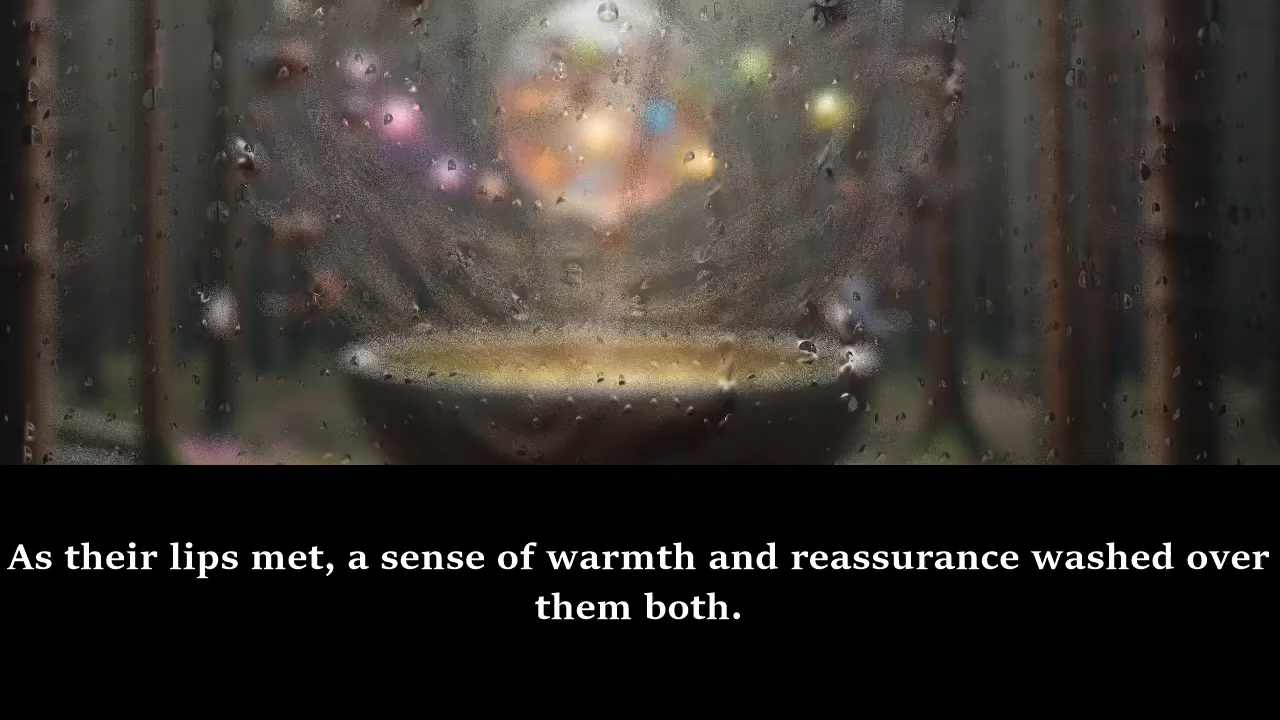 As their lips met, a sense of warmth and reassurance washed over
them both.